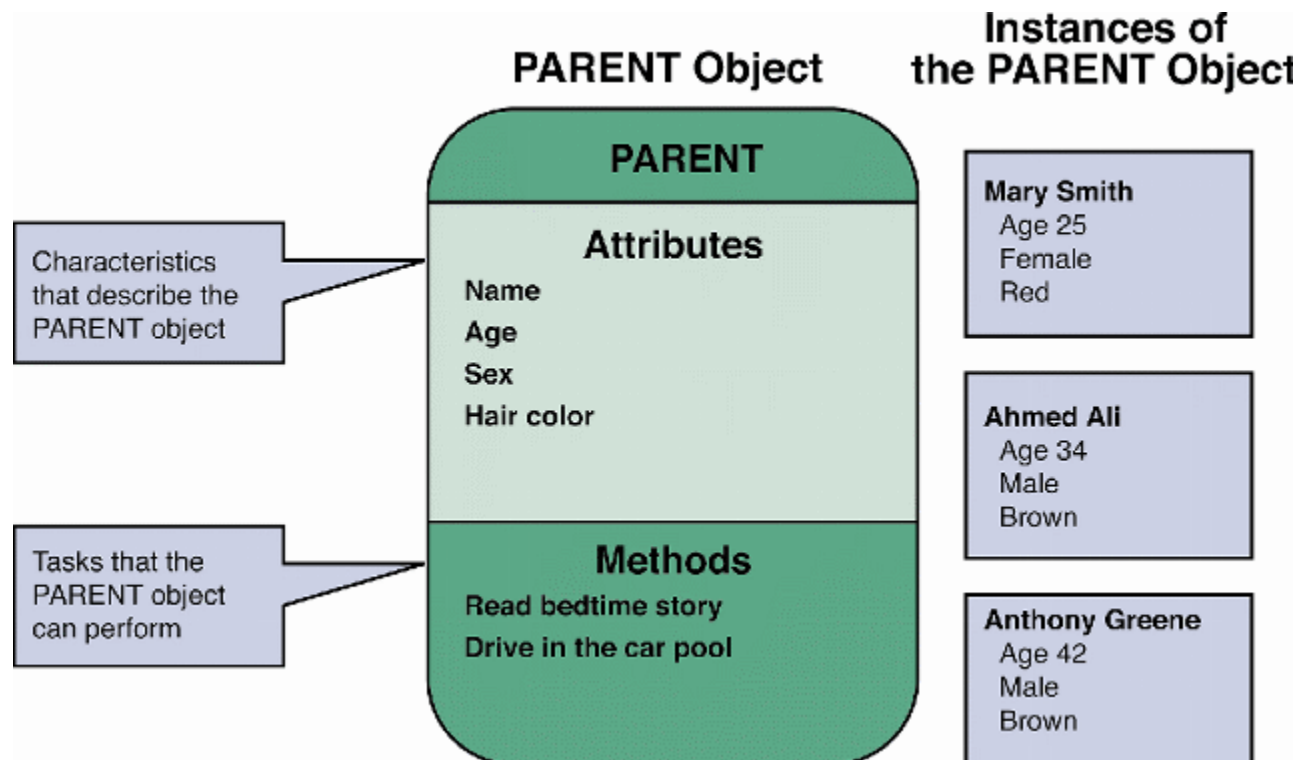 PARENT Object
Instances of
the PARENT Object
PARENT
Attributes
Name
Age
Sex
Hair color
Methods
Read bedtime story
Drive in the car pool
Characteristics
that describe the
PARENT object
Tasks that the
PARENT object
can perform
Mary Smith
Age 25
Female
Red
Ahmed Ali
Age 34
Male
Brown
Anthony Greene
Age 42
Male
Brown